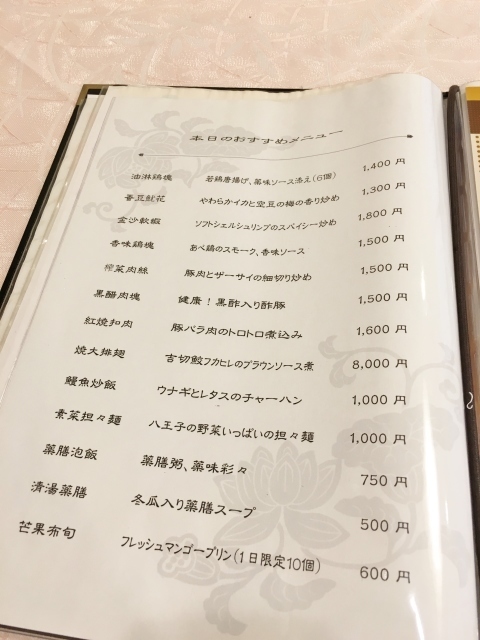 本日のおすすめメニュー
油淋鶏塊 若鶏唐揚げ、薬味ソース添え(6個) 1,400 円
蚕豆魷花 やわらかイカと空豆の梅の香り炒め 1,300 円
金沙軟蝦 ソフトシェルシュリンプのスパイシー炒め 1,800 円
香味鶏塊 あべ鶏のスモーク、香味ソース 1,500 円
搾菜肉絲 豚肉とザーサイの細切り炒め 1,500 円
黒醋肉塊 健康!黒酢入り酢豚 1,500 円
紅焼扣肉 豚バラ肉のトロトロ煮込み 1,600 円
焼大排翅 吉切鮫フカヒレのブラウンソース煮 8,000 円
鰻魚炒飯 ウナギとレタスのチャーハン 1,000 円
素菜担々麺 八王子の野菜いっぱいの担々麺 1,000 円
薬膳泡飯 薬膳粥、薬味彩々 750 円
清湯薬膳 冬瓜入り薬膳スープ 500 円
芒果布旬 フレッシュマンゴープリン(1日限定10個) 600 円